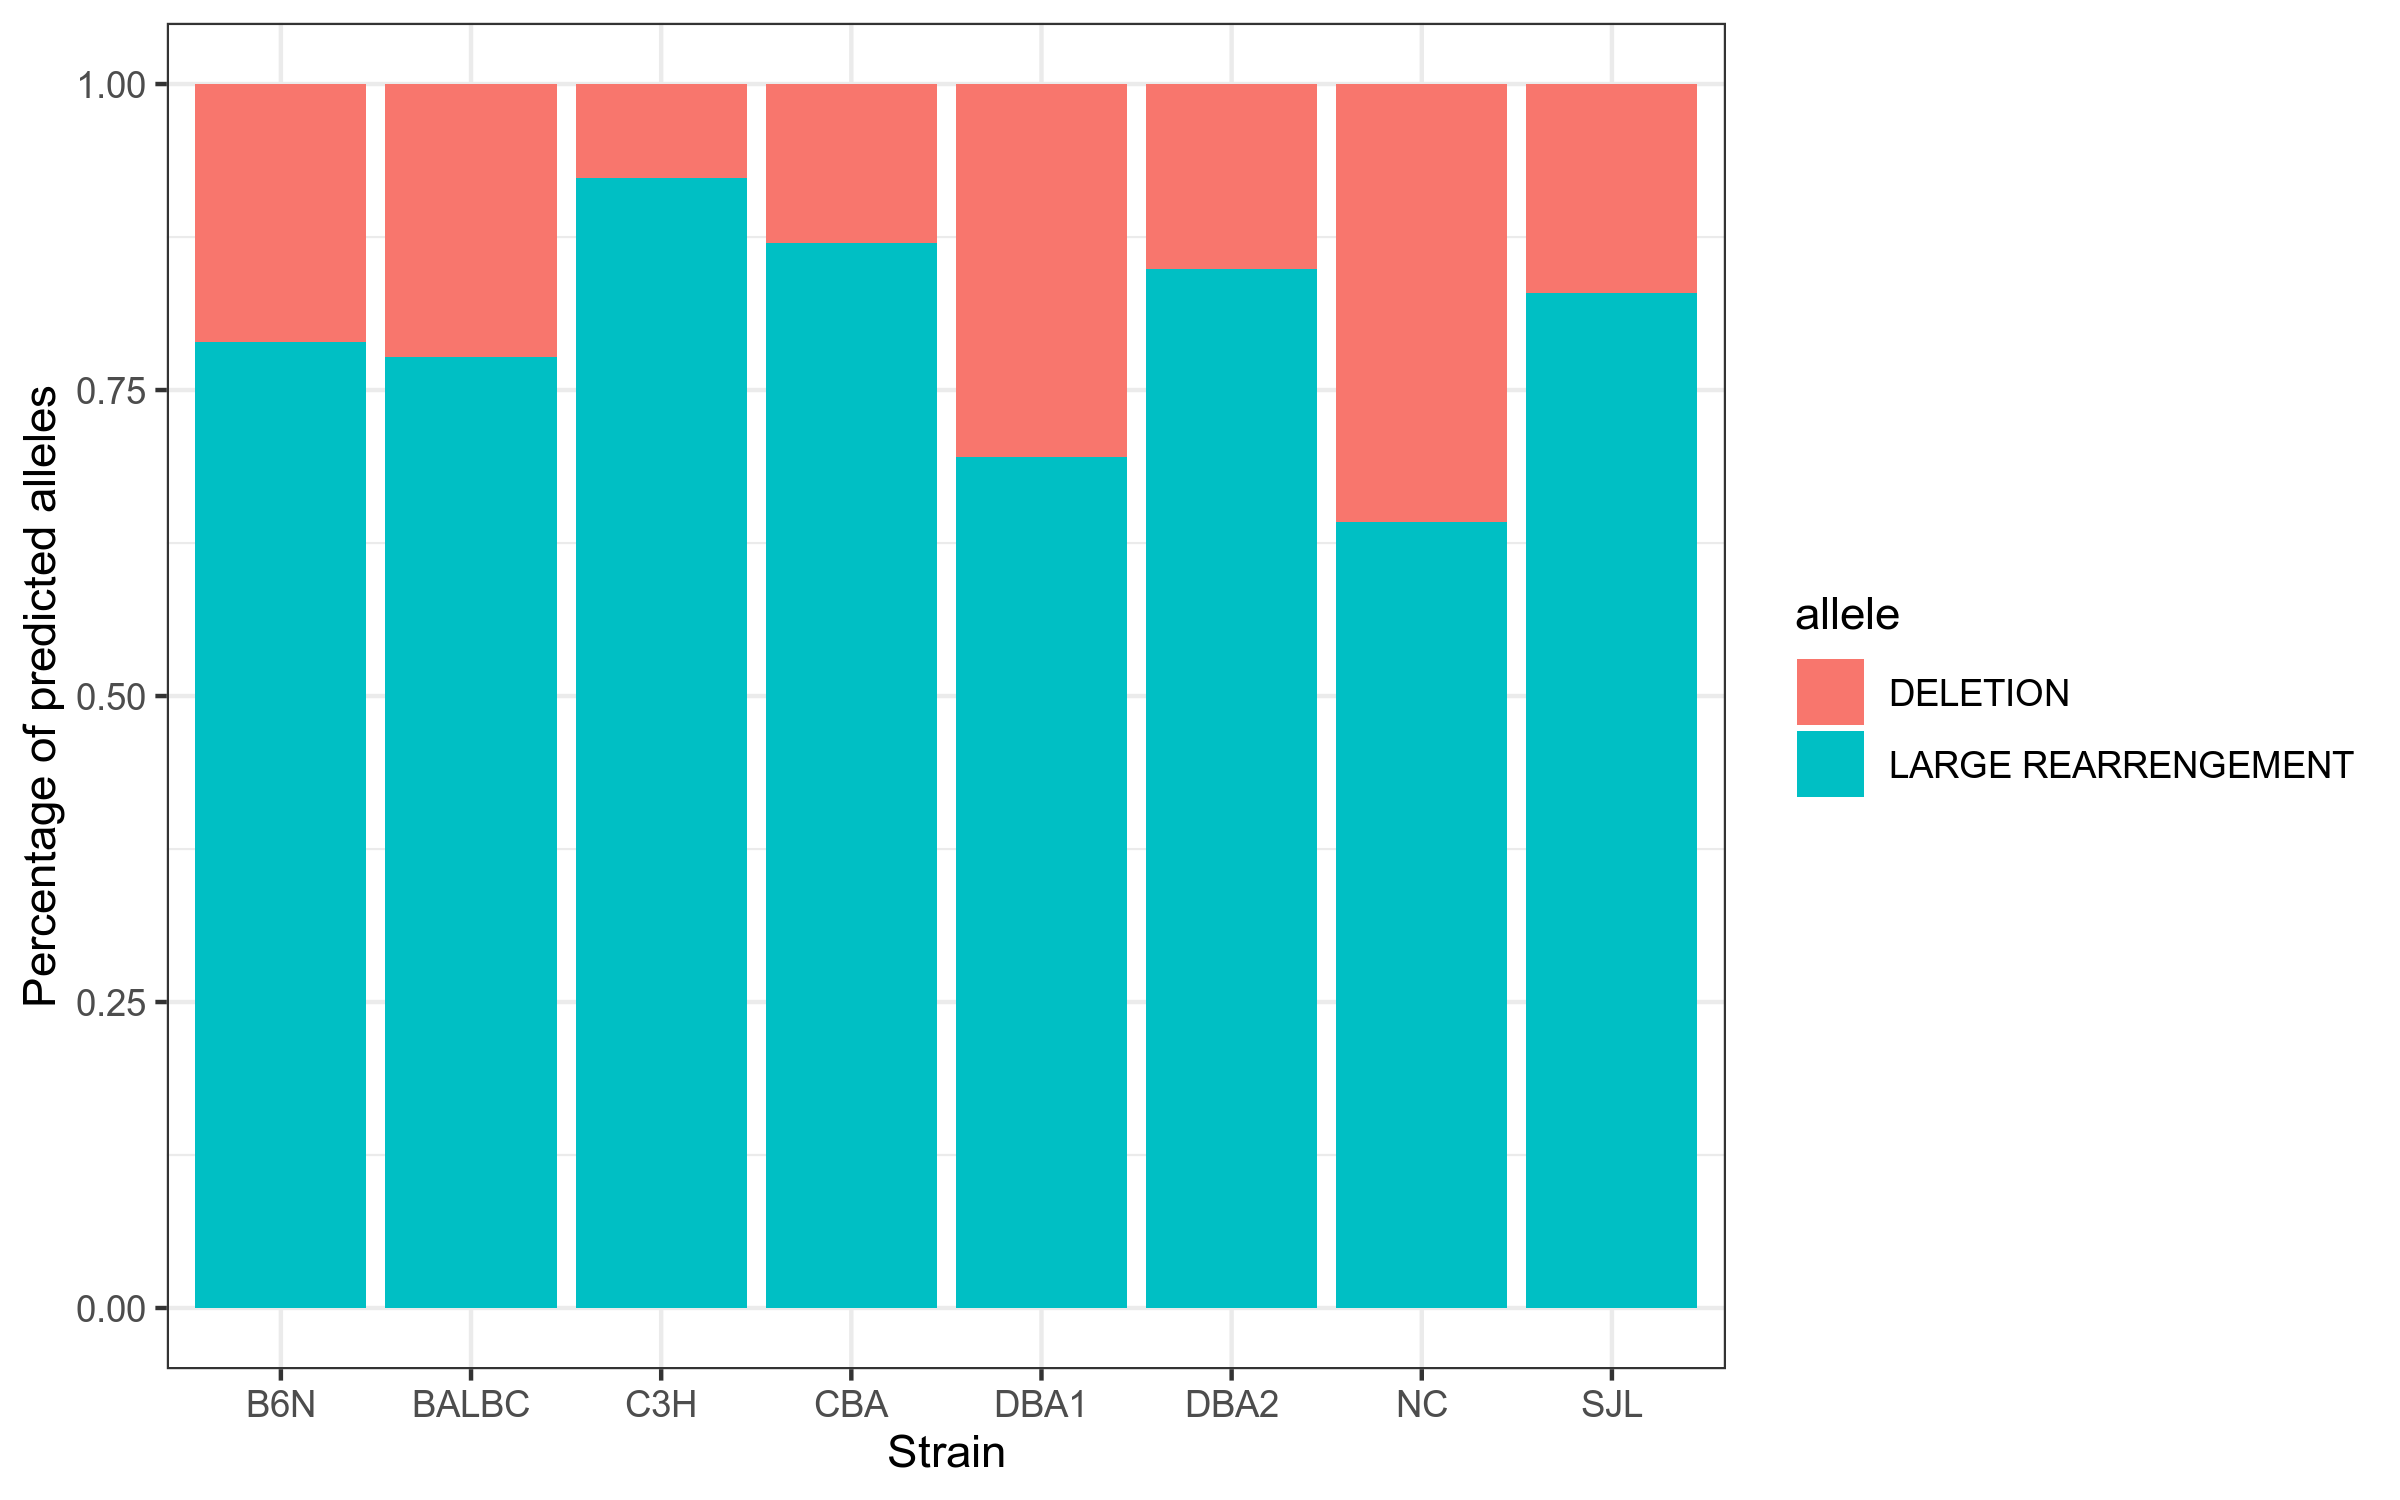 1.00
0.75
0.50
0.25
0.00
Percentage of predicted alleles
B6N BALBC C3H CBA DBA1 DBA2 NC SJL
Strain
allele
DELETION
LARGE REARRENGEMENT